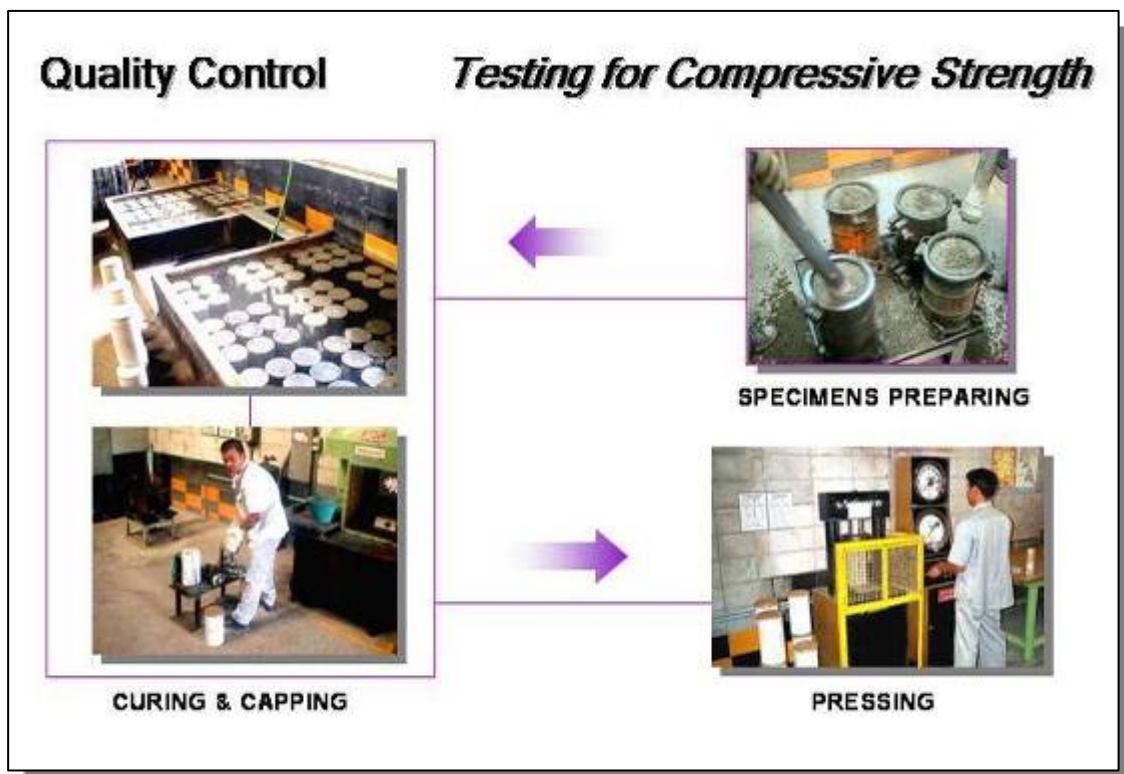 Quality Control
Testing for Compressive Strength
SPECIMENS PREPARING
CURING & CAPPING
PRESSING